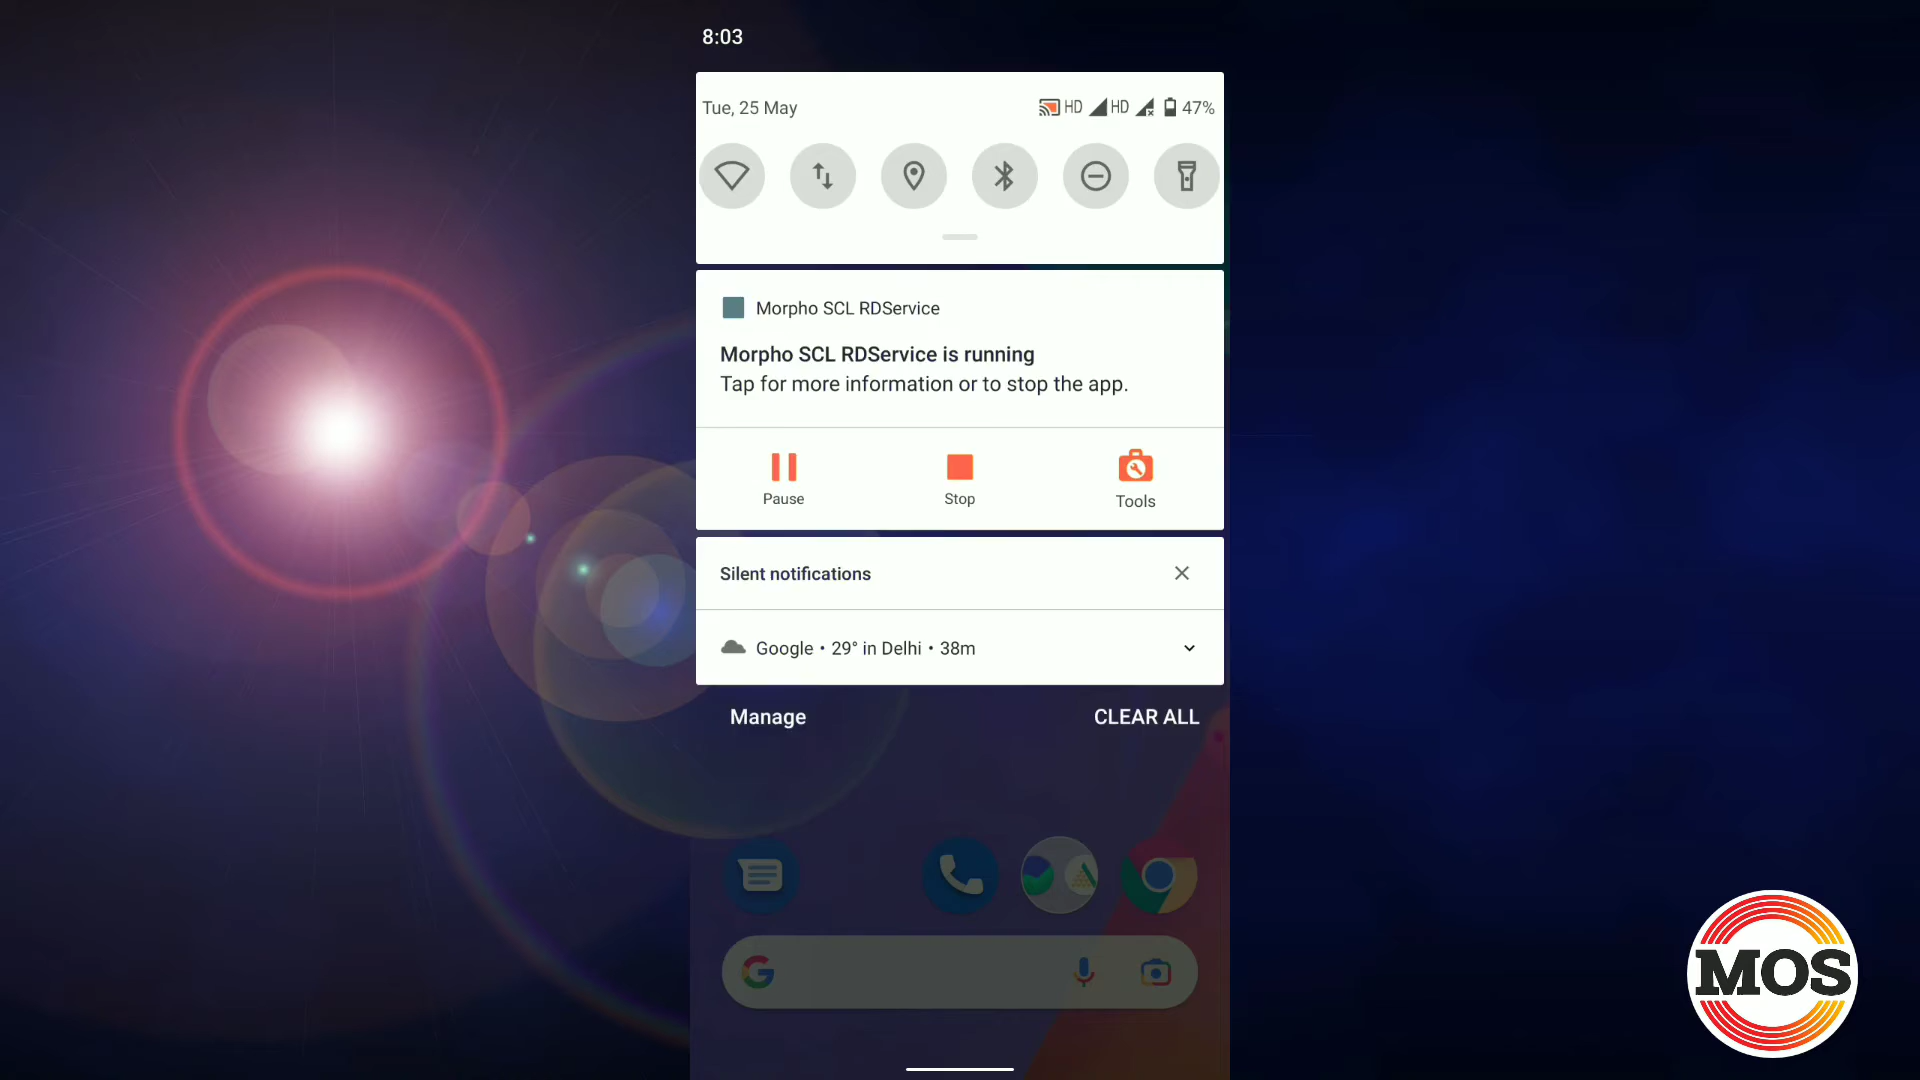 8:03
Tue, 25 May
HD HD 47%
Morpho SCL RDService
Morpho SCL RDService is running
Tap for more information or to stop the app.
Pause Stop Tools
Silent notifications
Google • 29° in Delhi • 38m
Manage CLEAR ALL
G
MOS